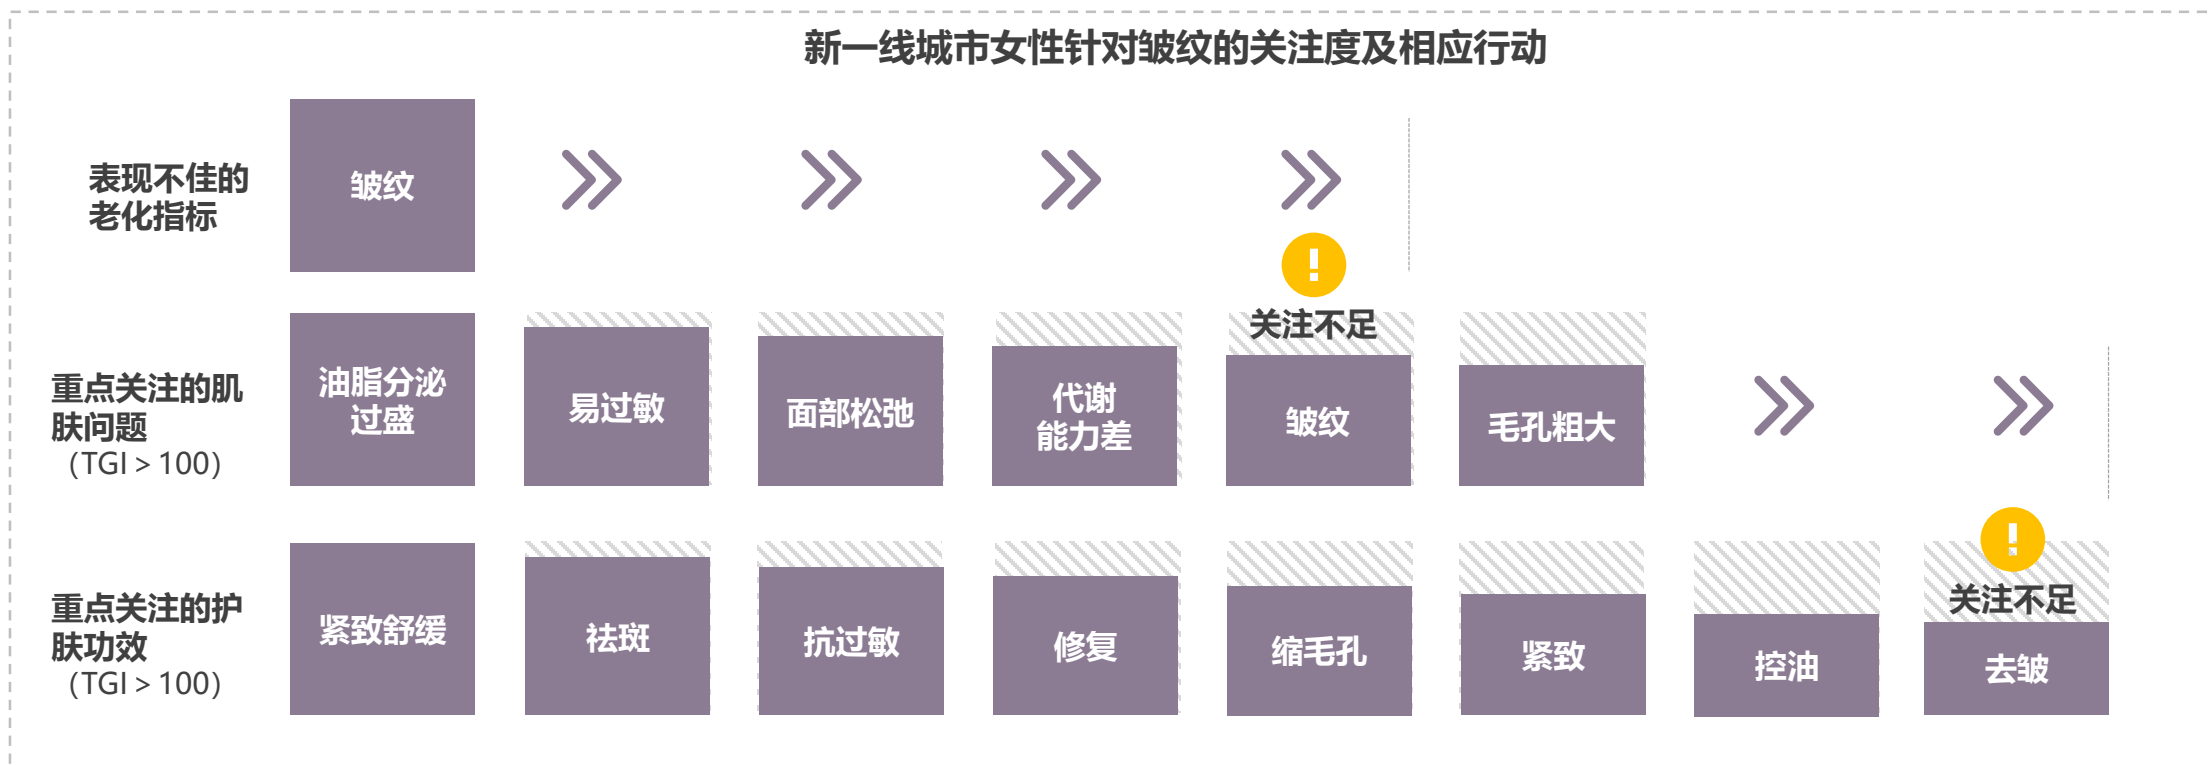 新一线城市女性针对皱纹的关注度及相应行动
表现不佳的
老化指标
皱纹
!
关注不足
重点关注的肌
肤问题
（TGI > 100）
油脂分泌
过盛
易过敏
面部松弛
代谢
能力差
皱纹
毛孔粗大
!
关注不足
重点关注的护
肤功效
（TGI > 100）
紧致舒缓
祛斑
抗过敏
修复
缩毛孔
紧致
控油
去皱